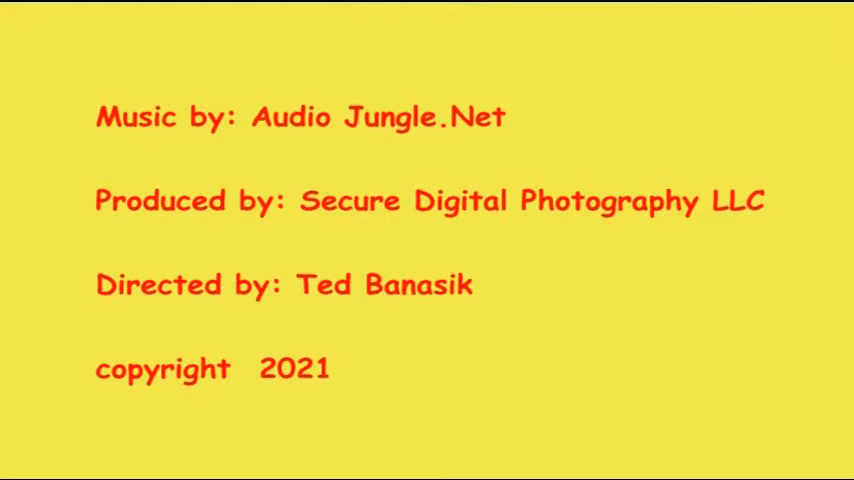 Music by: Audio Jungle.Net
Produced by: Secure Digital Photography LLC
Directed by: Ted Banasik
copyright 2021